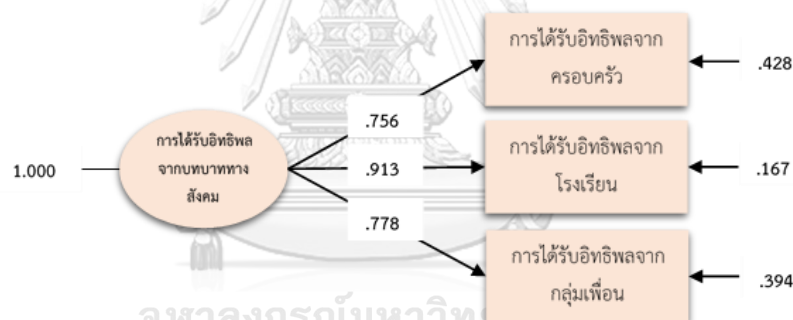 การได้รับอิทธิพลจาก
ครอบครัว
.428
.756
การได้รับอิทธิพล
จากบทบาททาง
สังคม
1.000
.913
การได้รับอิทธิพลจาก
โรงเรียน
.167
.778
การได้รับอิทธิพลจาก
กลุ่มเพื่อน
.394